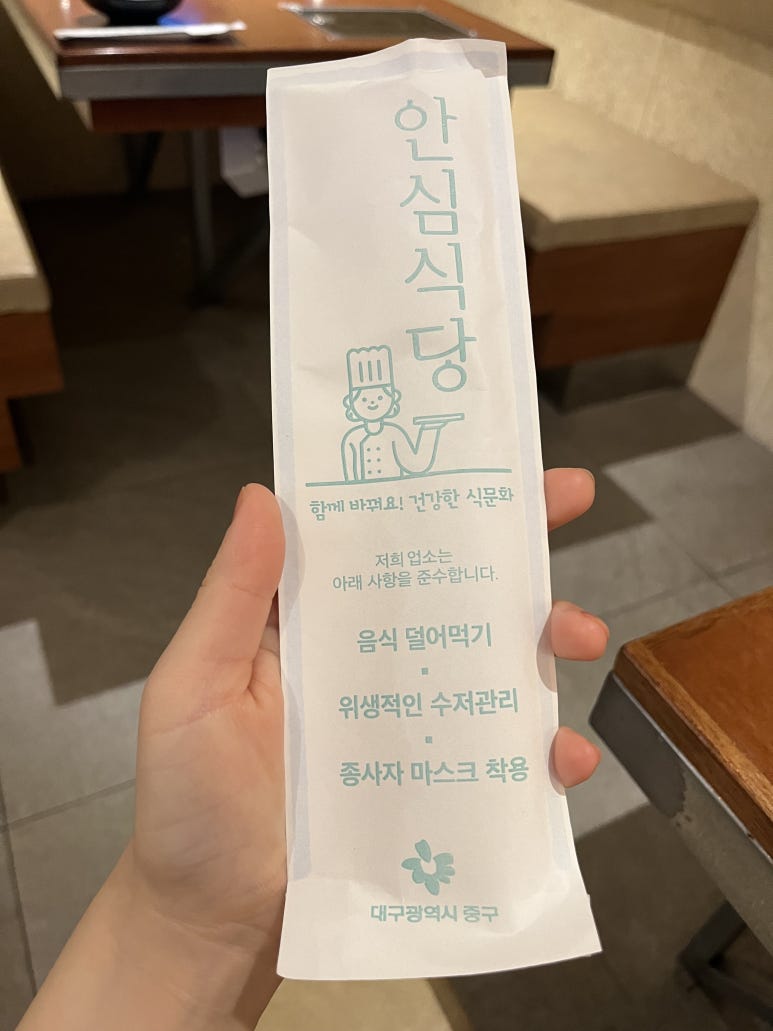 안심식당
함께 바꿔요! 건강한 식문화
저희 업소는
아래 사항을 준수합니다.
음식 덜어먹기
위생적인 수저관리
종사자 마스크 착용
대구광역시 중구